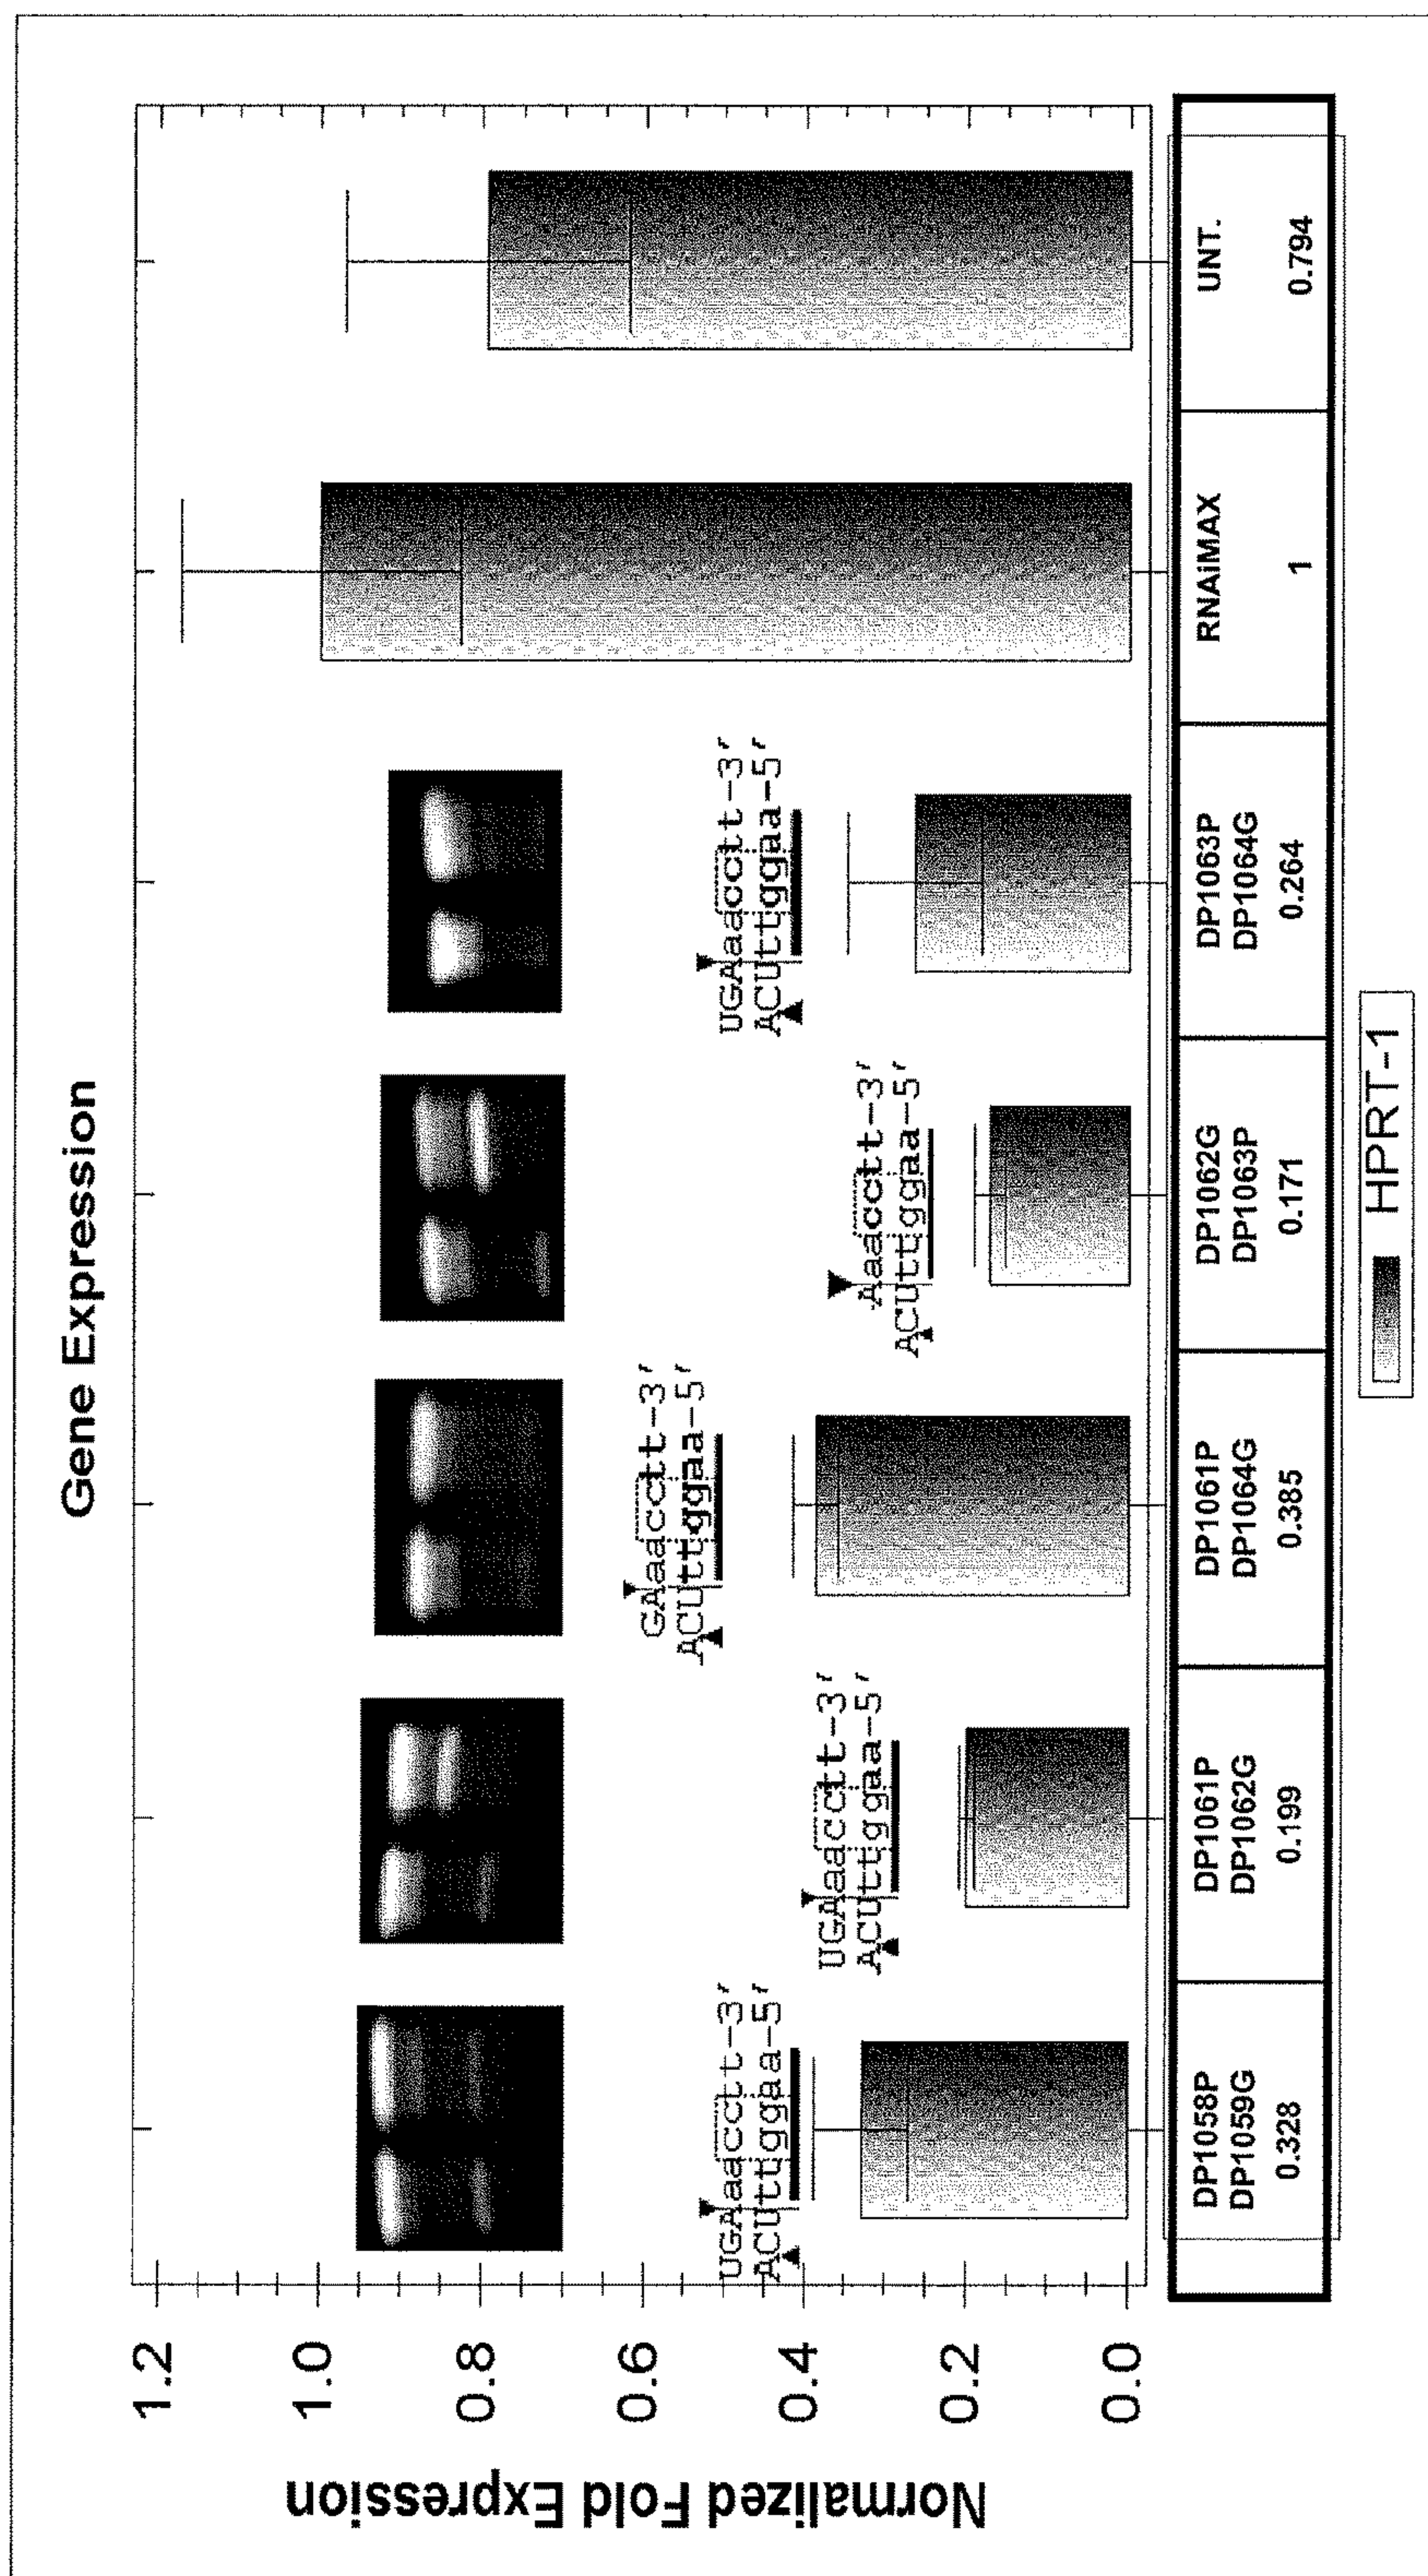 Gene Expression
Normalized Fold Expression
1.2
1.0
0.8
0.6
0.4
0.2
0.0
UGAaacctt-3′
ACUttggaa-5′
UGAaacctt-3′
ACUttggaa-5′
GAaacctt-3′
ACUttggaa-5′
Aaacctt-3′
ACUttggaa-5′
UGAaacctt-3′
ACUttggaa-5′
DP1058P
DP1059G
0.328
DP1061P
DP1062G
0.199
DP1061P
DP1064G
0.385
DP1062G
DP1063P
0.171
DP1063P
DP1064G
0.264
RNAiMAX
1
UNT.
0.794
HPRT-1